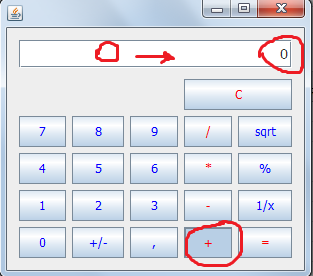 0
C
7 8 9 / sqrt
4 5 6 * %
1 2 3 - 1/x
0 +/- , + =